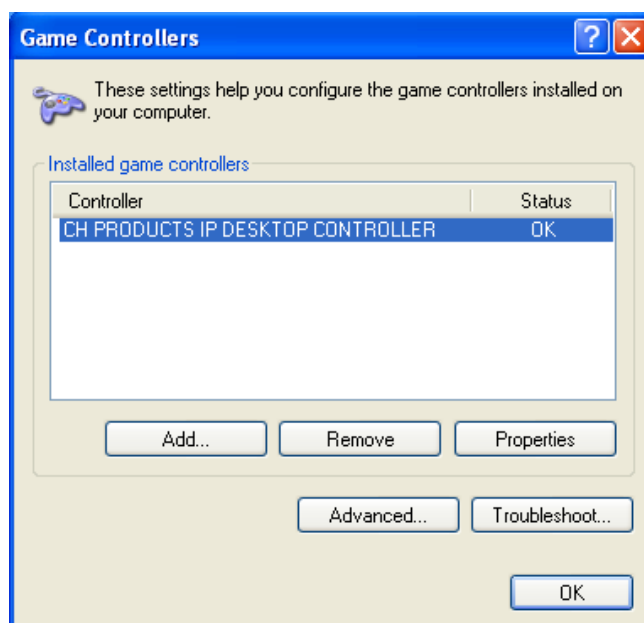 Game Controllers
These settings help you configure the game controllers installed on
your computer.
Installed game controllers
Controller Status
CH PRODUCTS IP DESKTOP CONTROLLER OK
Add... Remove Properties
Advanced... Troubleshoot...
OK